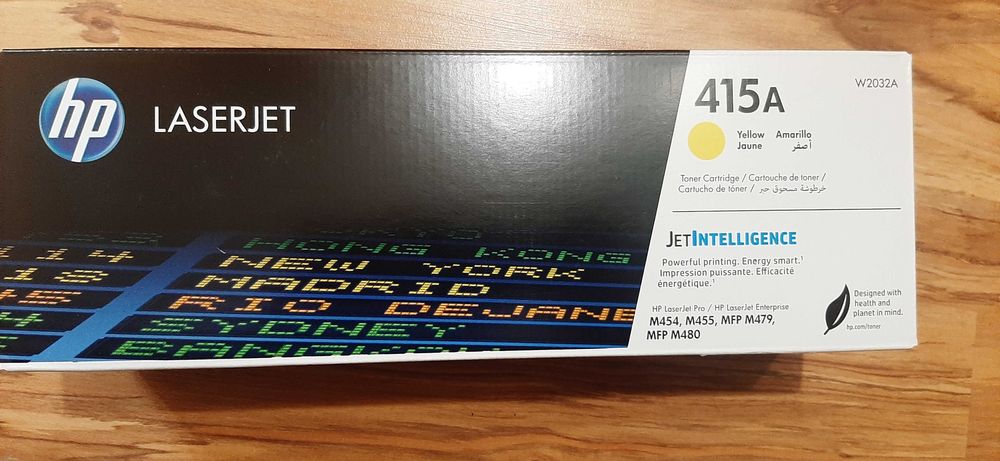 hp
LASERJET
14
HONG KONG
NEW YORK
MADRID
RIO DEJANE
SYDNEY
415A
W2032A
Yellow Amarillo
Jaune أصفر
Toner Cartridge / Cartouche de toner /
Cartucho de tóner / خرطوشة مسحوق حبر
JETINTELLIGENCE
Powerful printing. Energy smart.¹
Impression puissante. Efficacité
énergétique.¹
HP LaserJet Pro / HP LaserJet Enterprise
M454, M455, MFP M479,
MFP M480
Designed with
health and
planet in mind.
hp.com/toner